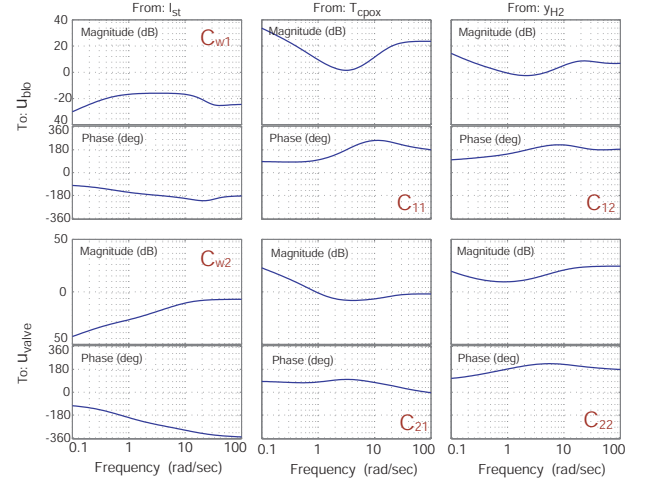 From: I_st From: T_cpox From: y_H2
To: u_blo
40 Magnitude (dB) C_w1 Magnitude (dB) Magnitude (dB)
20
0
-20
40
360 Phase (deg) Phase (deg) Phase (deg)
180
0
-180 C_11 C_12
-360
To: u_valve
50 Magnitude (dB) C_w2 Magnitude (dB) Magnitude (dB)
0
50
360 Phase (deg) Phase (deg) Phase (deg)
180
0
-180 C_21 C_22
-360
0.1 1 10 100 0.1 1 10 100 0.1 1 10 100
Frequency (rad/sec) Frequency (rad/sec) Frequency (rad/sec)